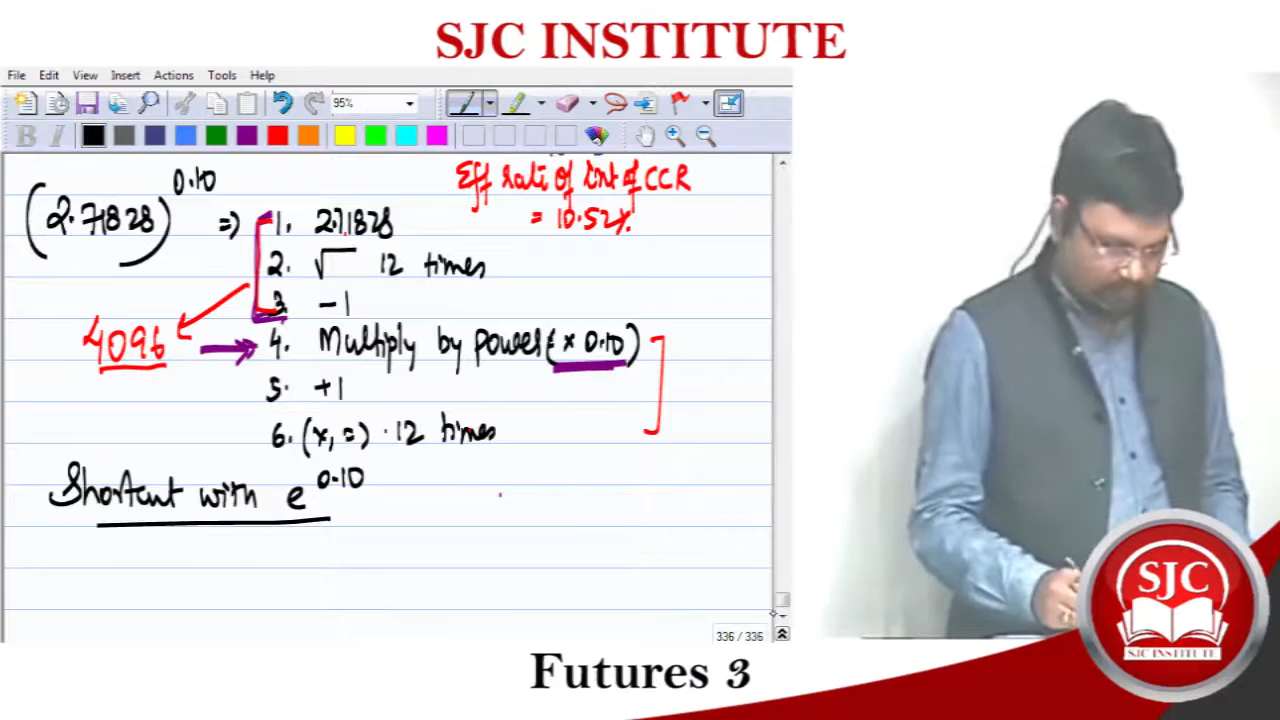 SJC INSTITUTE
File Edit View Insert Actions Tools Help
B I 95%
Eff rate of int of CCR
= 10.52%
(2.71828)^0.10 => 1. 2.71828
2. √ 12 times
3. -1
4096
4. Multiply by power (× 0.10)
5. +1
6. (×, =) · 12 times
Shortcut with e^0.10
336 / 336
SJC
SJC INSTITUTE
Futures 3